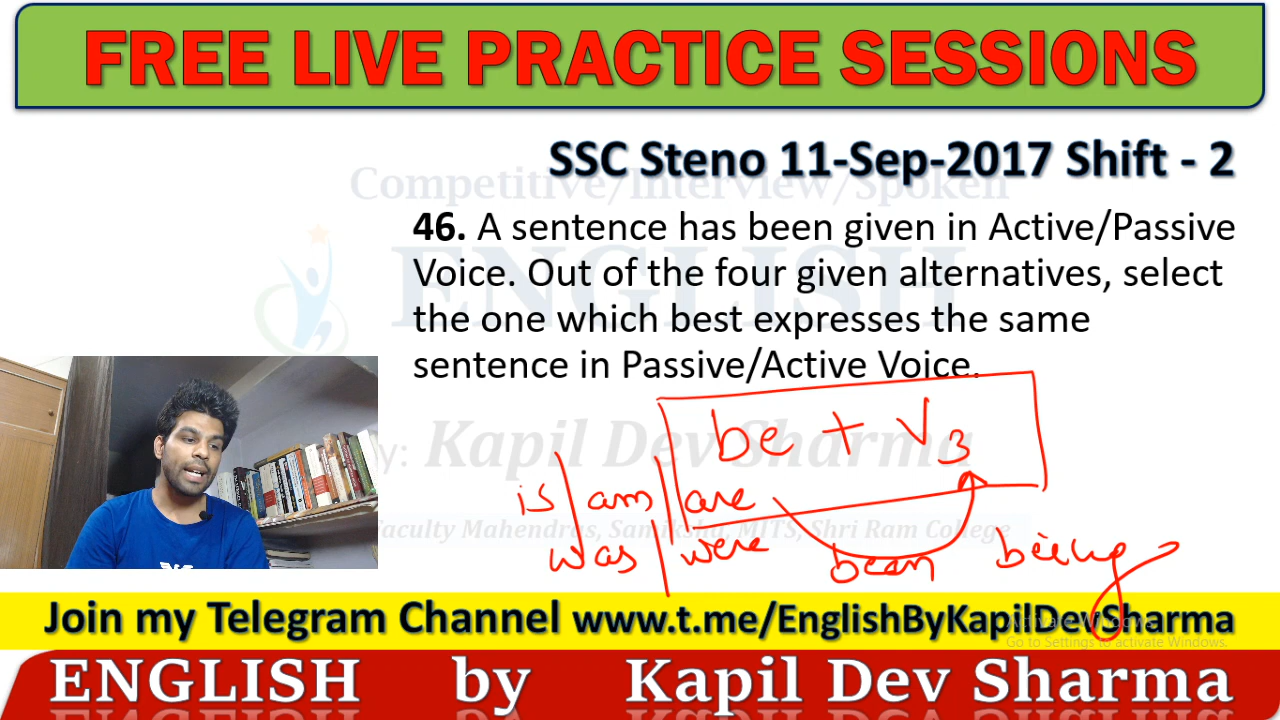 FREE LIVE PRACTICE SESSIONS
SSC Steno 11-Sep-2017 Shift - 2
Competitive/Interview/Spoken
46. A sentence has been given in Active/Passive
Voice. Out of the four given alternatives, select
ENGLISH
the one which best expresses the same
sentence in Passive/Active Voice.
be + V3
By: Kapil Dev Sharma
is | am | are
Faculty Mahendras, Samiksha, MITS, Shri Ram College
was | were been being
Join my Telegram Channel www.t.me/EnglishByKapilDevSharma
Activate Windows
Go to Settings to activate Windows.
ENGLISH by Kapil Dev Sharma